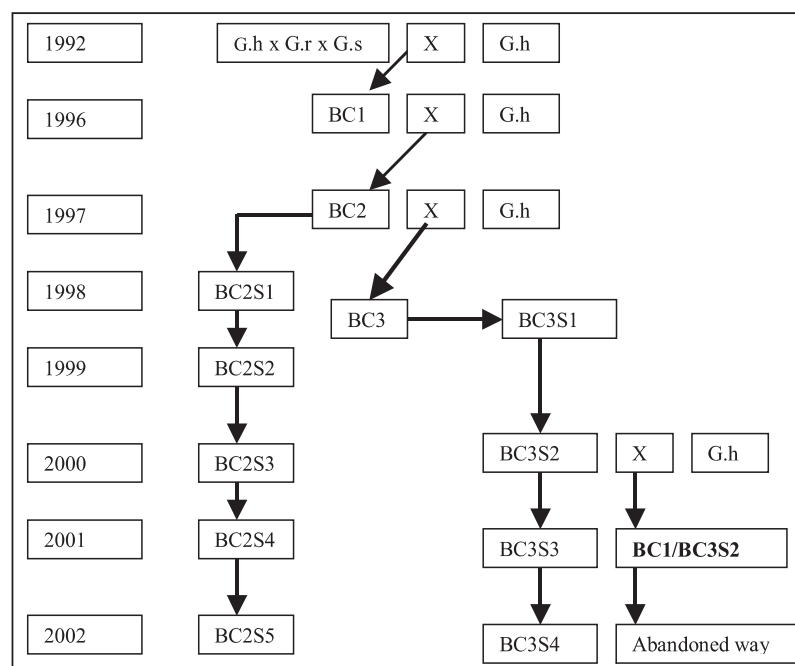 1992 G.h x G.r x G.s X G.h
1996 BC1 X G.h
1997 BC2 X G.h
1998 BC2S1 BC3 BC3S1
1999 BC2S2
2000 BC2S3 BC3S2 X G.h
2001 BC2S4 BC3S3 BC1/BC3S2
2002 BC2S5 BC3S4 Abandoned way